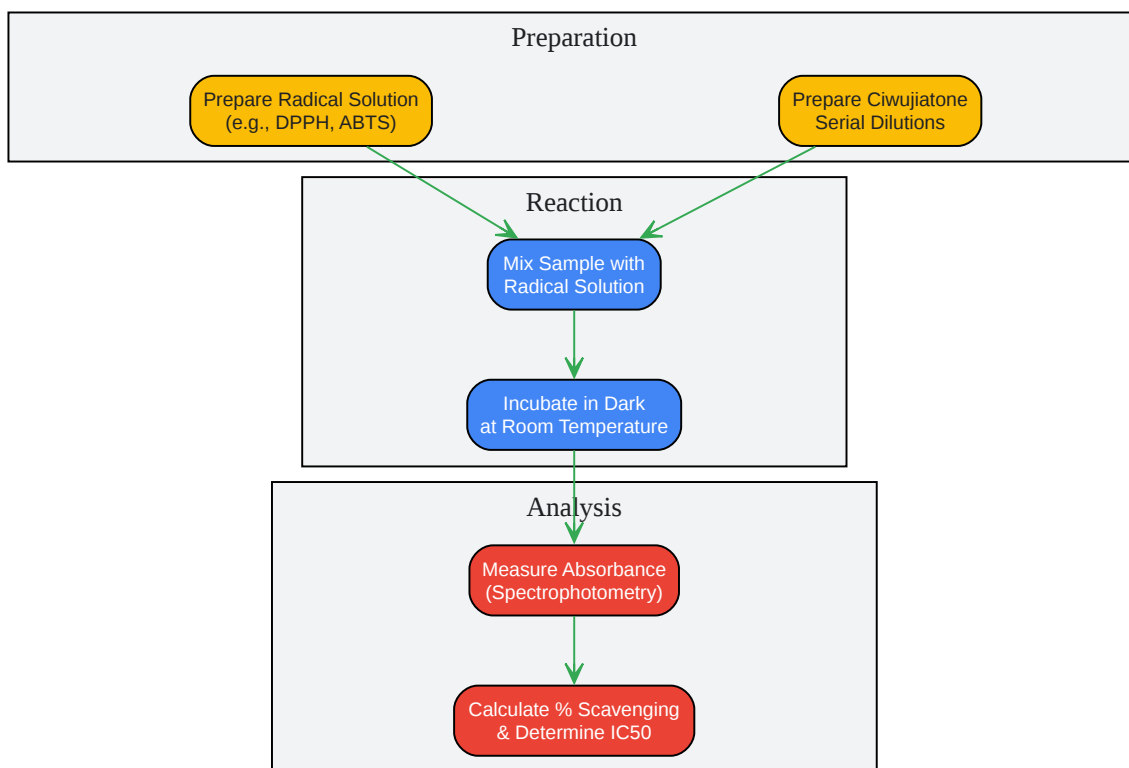 Preparation
Prepare Radical Solution
(e.g., DPPH, ABTS)
Prepare Ciwujiatone
Serial Dilutions
Reaction
Mix Sample with
Radical Solution
Incubate in Dark
at Room Temperature
Analysis
Measure Absorbance
(Spectrophotometry)
Calculate % Scavenging
& Determine IC50